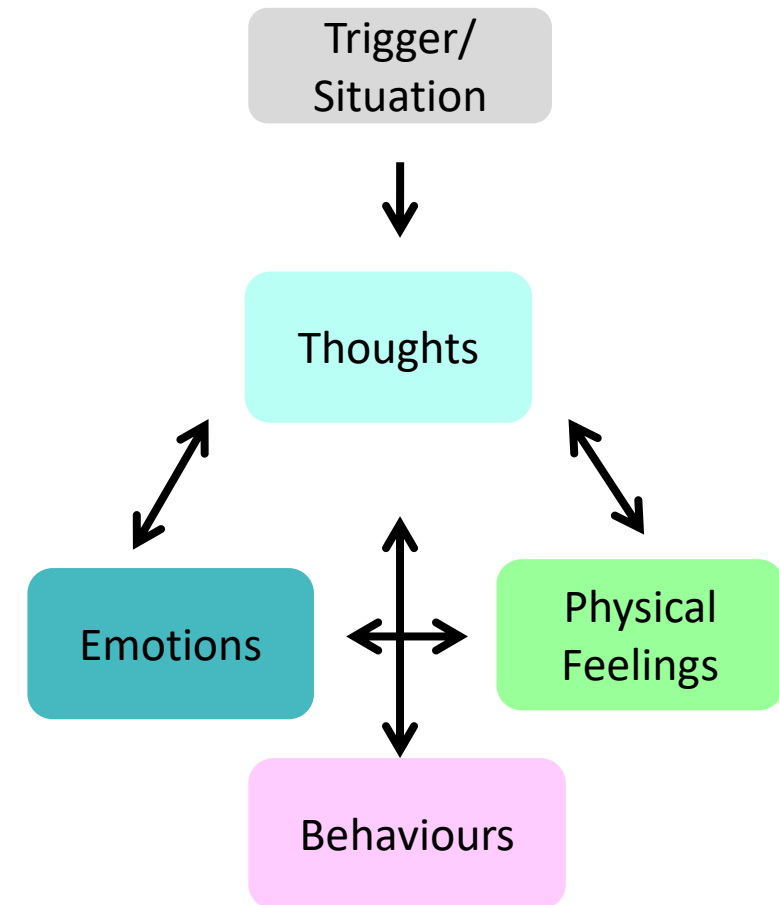 Trigger/
Situation
Thoughts
Emotions
Physical
Feelings
Behaviours